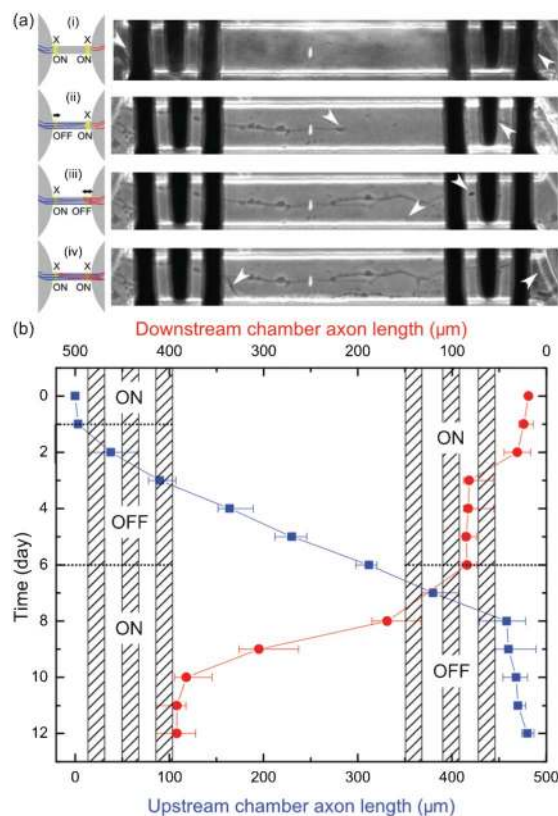 (a)
(i)
X X
ON ON
(ii)
X
OFF ON
(iii)
X
ON OFF
(iv)
X X
ON ON
(b)
Downstream chamber axon length (µm)
500 400 300 200 100 0
0
ON
ON
2
4
OFF
6
Time (day)
8
ON
OFF
10
12
0 100 200 300 400 500
Upstream chamber axon length (µm)